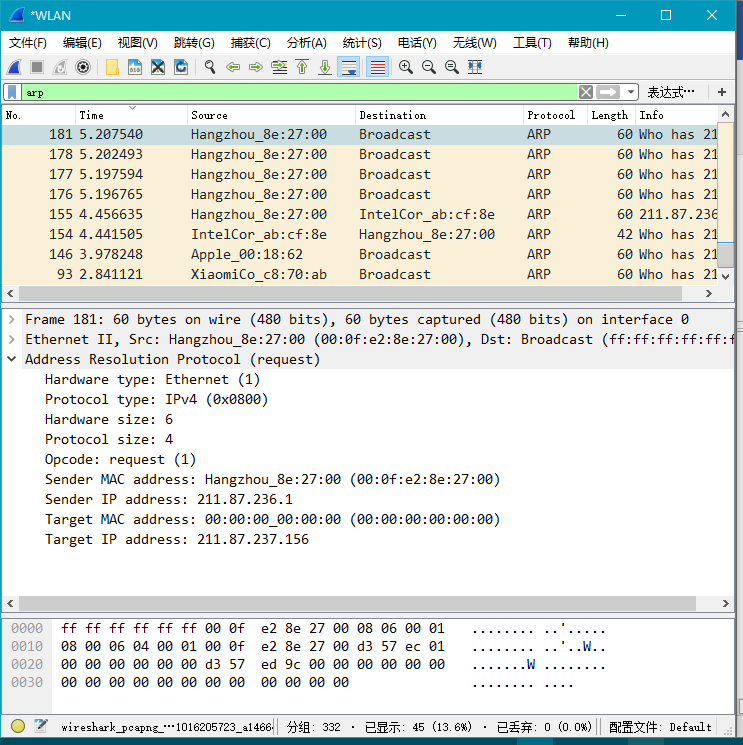 *WLAN
文件(F) 编辑(E) 视图(V) 跳转(G) 捕获(C) 分析(A) 统计(S) 电话(Y) 无线(W) 工具(T) 帮助(H)
arp 表达式…
No. Time Source Destination Protocol Length Info
181 5.207540 Hangzhou_8e:27:00 Broadcast ARP 60 Who has 21
178 5.202493 Hangzhou_8e:27:00 Broadcast ARP 60 Who has 21
177 5.197594 Hangzhou_8e:27:00 Broadcast ARP 60 Who has 21
176 5.196765 Hangzhou_8e:27:00 Broadcast ARP 60 Who has 21
155 4.456635 Hangzhou_8e:27:00 IntelCor_ab:cf:8e ARP 60 211.87.236
154 4.441505 IntelCor_ab:cf:8e Hangzhou_8e:27:00 ARP 42 Who has 21
146 3.978248 Apple_00:18:62 Broadcast ARP 60 Who has 21
93 2.841121 XiaomiCo_c8:70:ab Broadcast ARP 60 Who has 21
Frame 181: 60 bytes on wire (480 bits), 60 bytes captured (480 bits) on interface 0
Ethernet II, Src: Hangzhou_8e:27:00 (00:0f:e2:8e:27:00), Dst: Broadcast (ff:ff:ff:ff:ff:f
Address Resolution Protocol (request)
Hardware type: Ethernet (1)
Protocol type: IPv4 (0x0800)
Hardware size: 6
Protocol size: 4
Opcode: request (1)
Sender MAC address: Hangzhou_8e:27:00 (00:0f:e2:8e:27:00)
Sender IP address: 211.87.236.1
Target MAC address: 00:00:00_00:00:00 (00:00:00:00:00:00)
Target IP address: 211.87.237.156
0000 ff ff ff ff ff ff 00 0f e2 8e 27 00 08 06 00 01 ........ ..'.....
0010 08 00 06 04 00 01 00 0f e2 8e 27 00 d3 57 ec 01 ........ ..'..W..
0020 00 00 00 00 00 00 d3 57 ed 9c 00 00 00 00 00 00 .......W ........
0030 00 00 00 00 00 00 00 00 00 00 00 00 ........ ....
wireshark_pcapng_…1016205723_a1466 分组: 332 · 已显示: 45 (13.6%) · 已丢弃: 0 (0.0%) 配置文件: Default